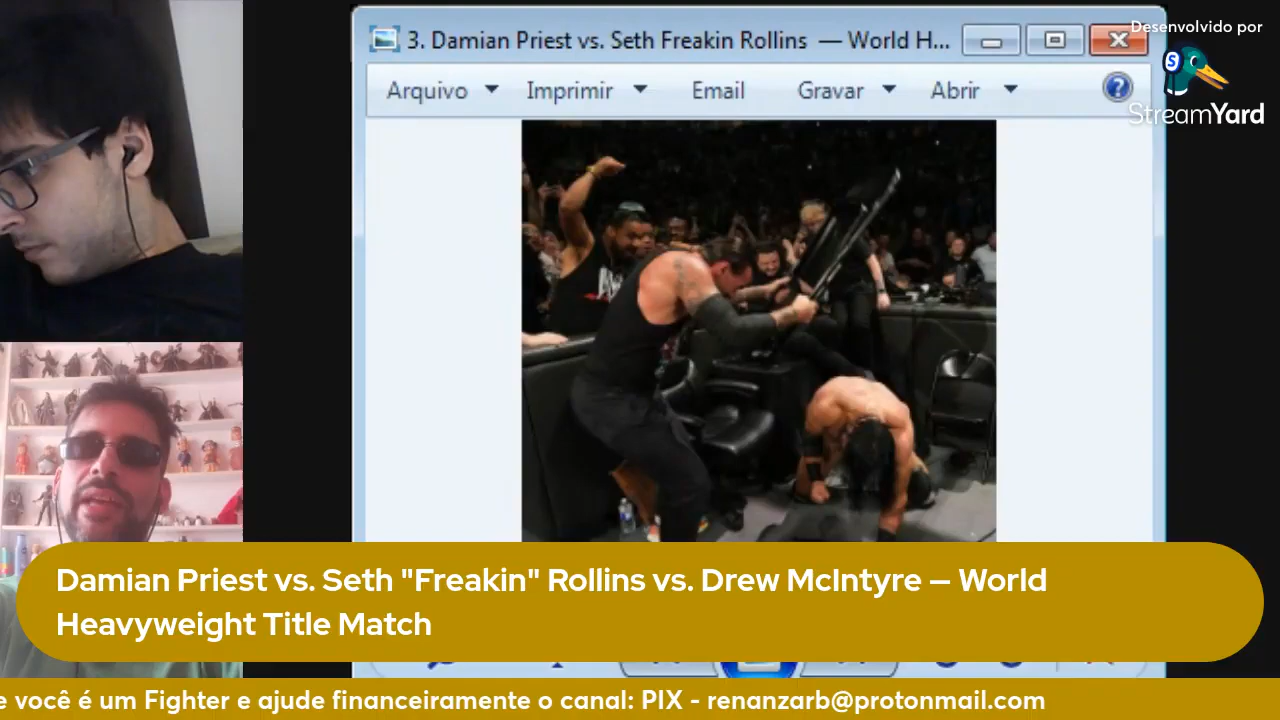 3. Damian Priest vs. Seth Freakin Rollins — World H...
Desenvolvido por
StreamYard
Arquivo Imprimir Email Gravar Abrir
Damian Priest vs. Seth "Freakin" Rollins vs. Drew McIntyre — World
Heavyweight Title Match
e você é um Fighter e ajude financeiramente o canal: PIX - renanzarb@protonmail.com